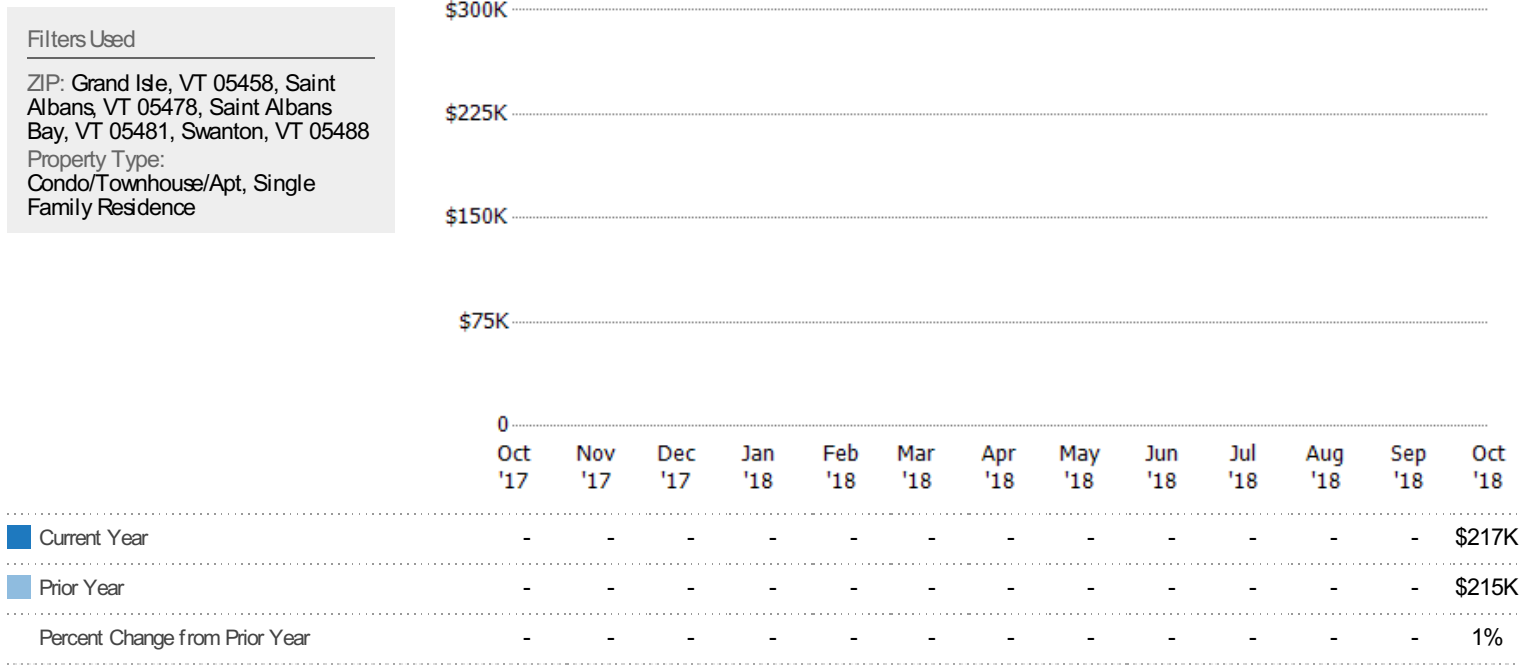 Filters Used
ZIP: Grand Isle, VT 05458, Saint
Albans, VT 05478, Saint Albans
Bay, VT 05481, Swanton, VT 05488
Property Type:
Condo/Townhouse/Apt, Single
Family Residence
$300K
$225K
$150K
$75K
0
Oct Nov Dec Jan Feb Mar Apr May Jun Jul Aug Sep Oct
'17 '17 '17 '18 '18 '18 '18 '18 '18 '18 '18 '18 '18
Current Year - - - - - - - - - - - - $217K
Prior Year - - - - - - - - - - - - $215K
Percent Change from Prior Year - - - - - - - - - - - - 1%